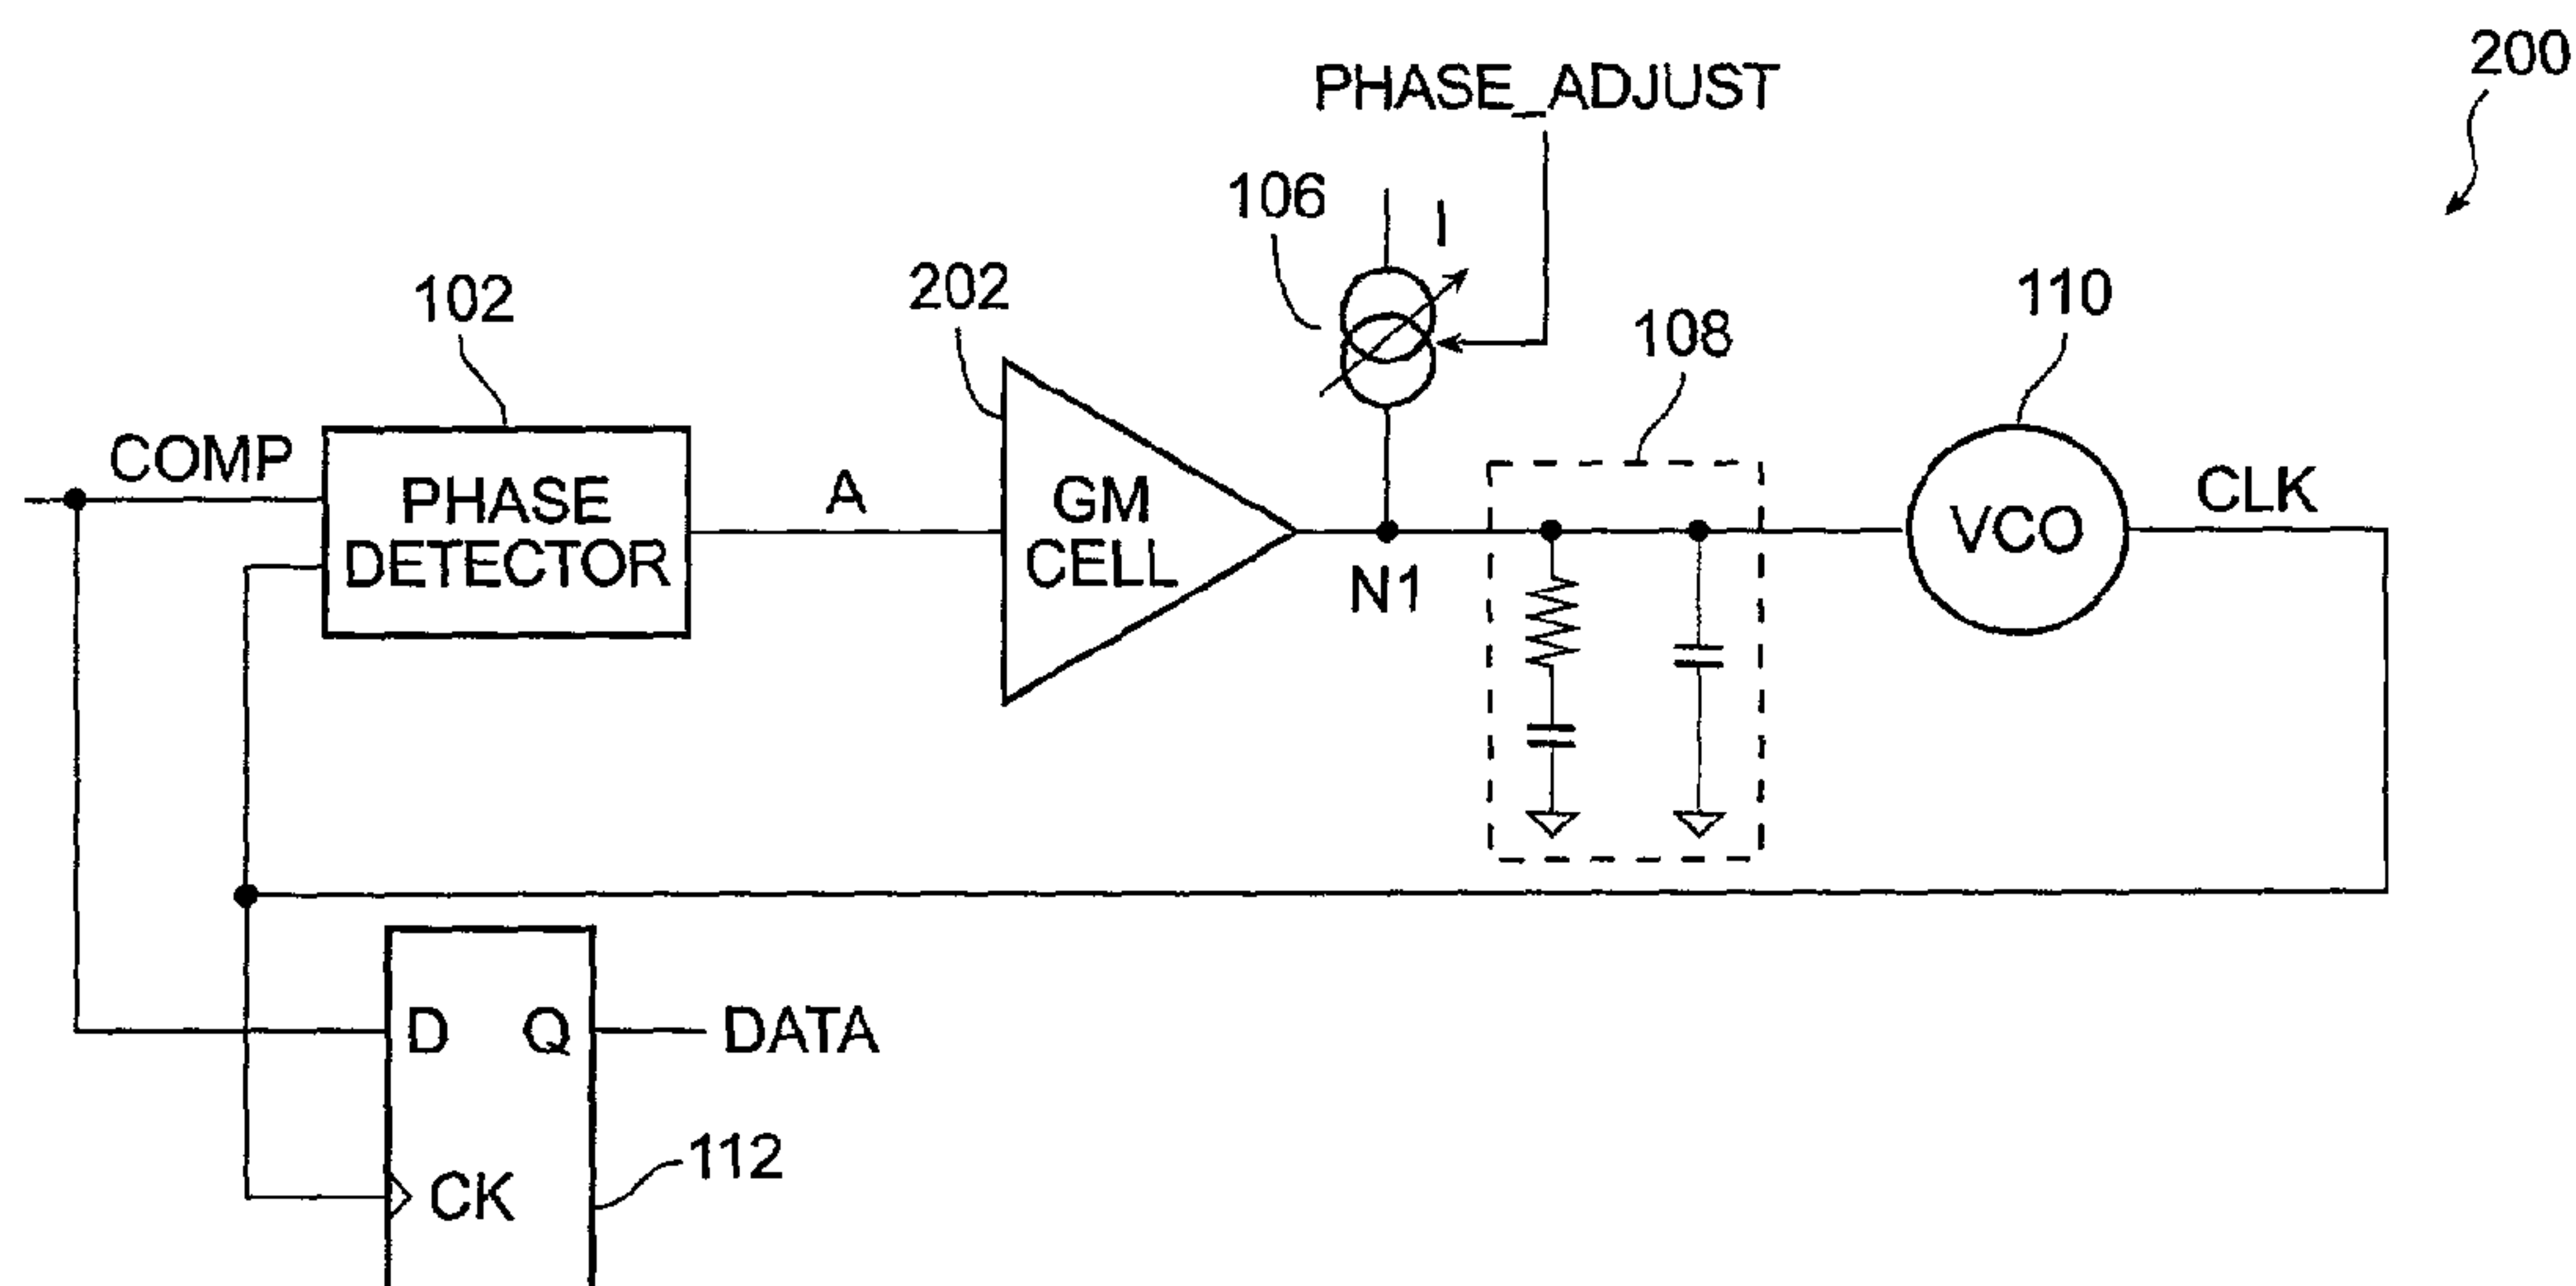 200
PHASE_ADJUST
106
I
102
202
108
110
COMP
PHASE
DETECTOR
A
GM
CELL
N1
VCO
CLK
D
Q
DATA
CK
112